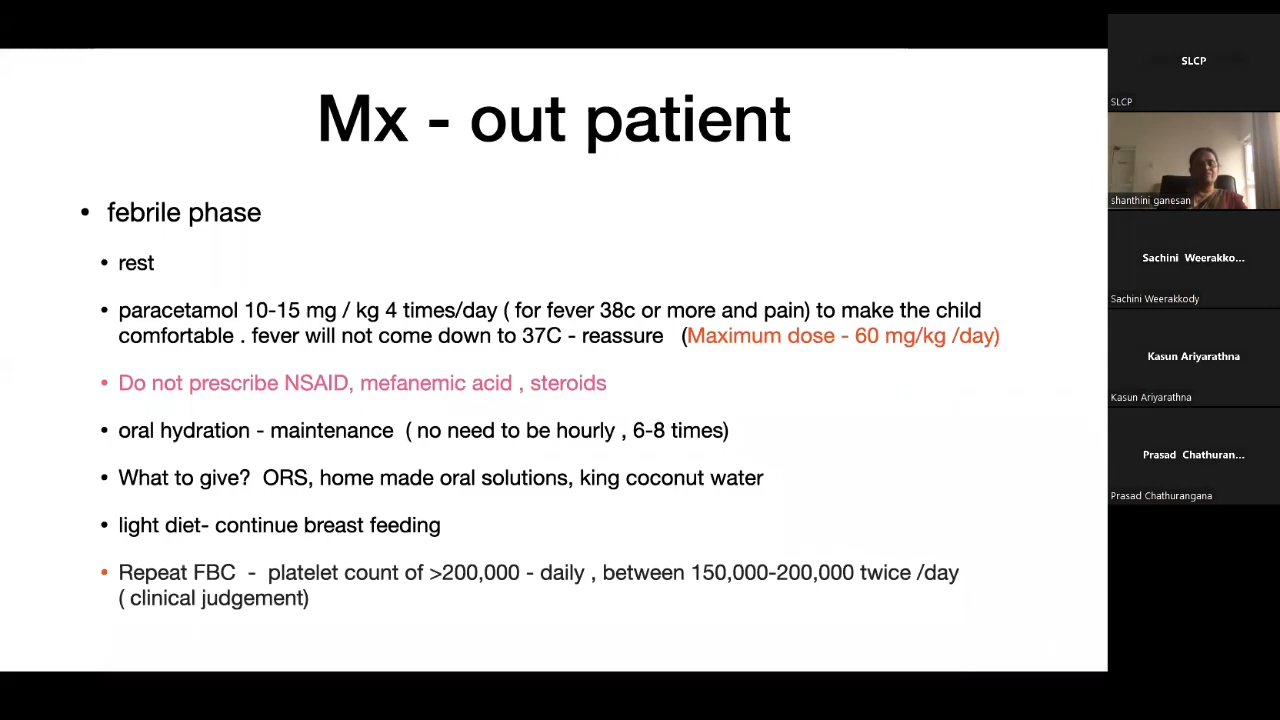 Mx - out patient
• febrile phase
• rest
• paracetamol 10-15 mg / kg 4 times/day ( for fever 38c or more and pain) to make the child
comfortable . fever will not come down to 37C - reassure (Maximum dose - 60 mg/kg /day)
• Do not prescribe NSAID, mefanemic acid , steroids
• oral hydration - maintenance ( no need to be hourly , 6-8 times)
• What to give? ORS, home made oral solutions, king coconut water
• light diet- continue breast feeding
• Repeat FBC - platelet count of >200,000 - daily , between 150,000-200,000 twice /day
( clinical judgement)
SLCP
SLCP
shanthini ganesan
Sachini Weerakko...
Sachini Weerakkody
Kasun Ariyarathna
Kasun Ariyarathna
Prasad Chathuran...
Prasad Chathurangana